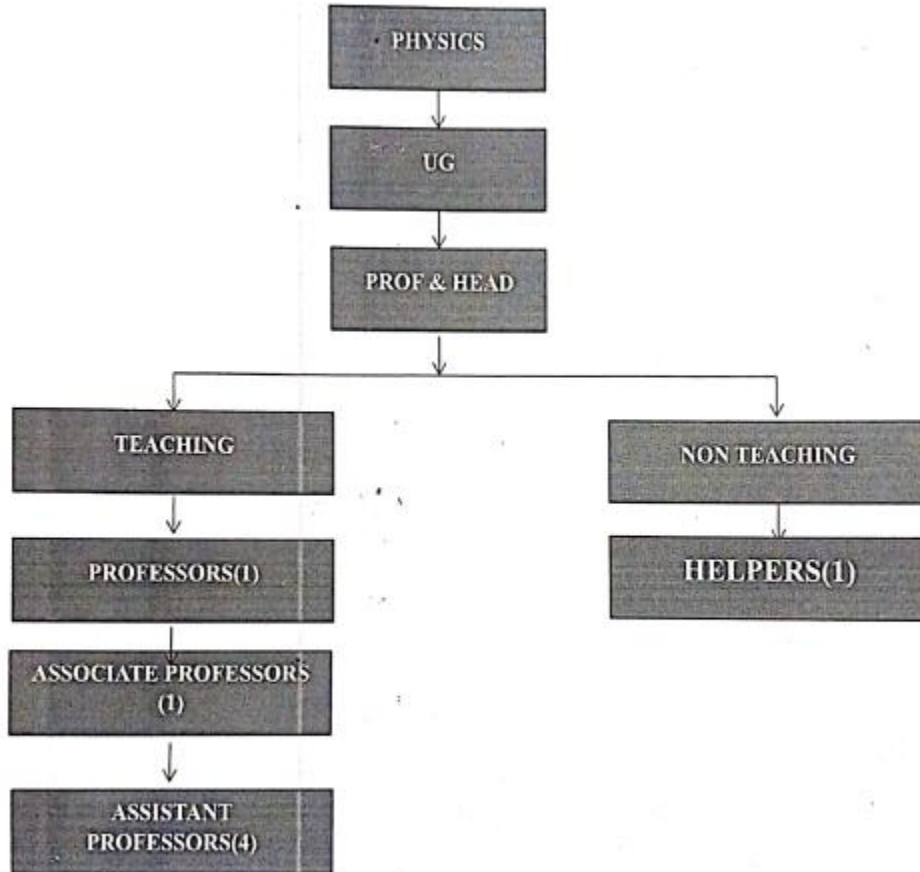 PHYSICS
UG
PROF & HEAD
TEACHING
NON TEACHING
PROFESSORS(1)
HELPERS(1)
ASSOCIATE PROFESSORS
(1)
ASSISTANT
PROFESSORS(4)